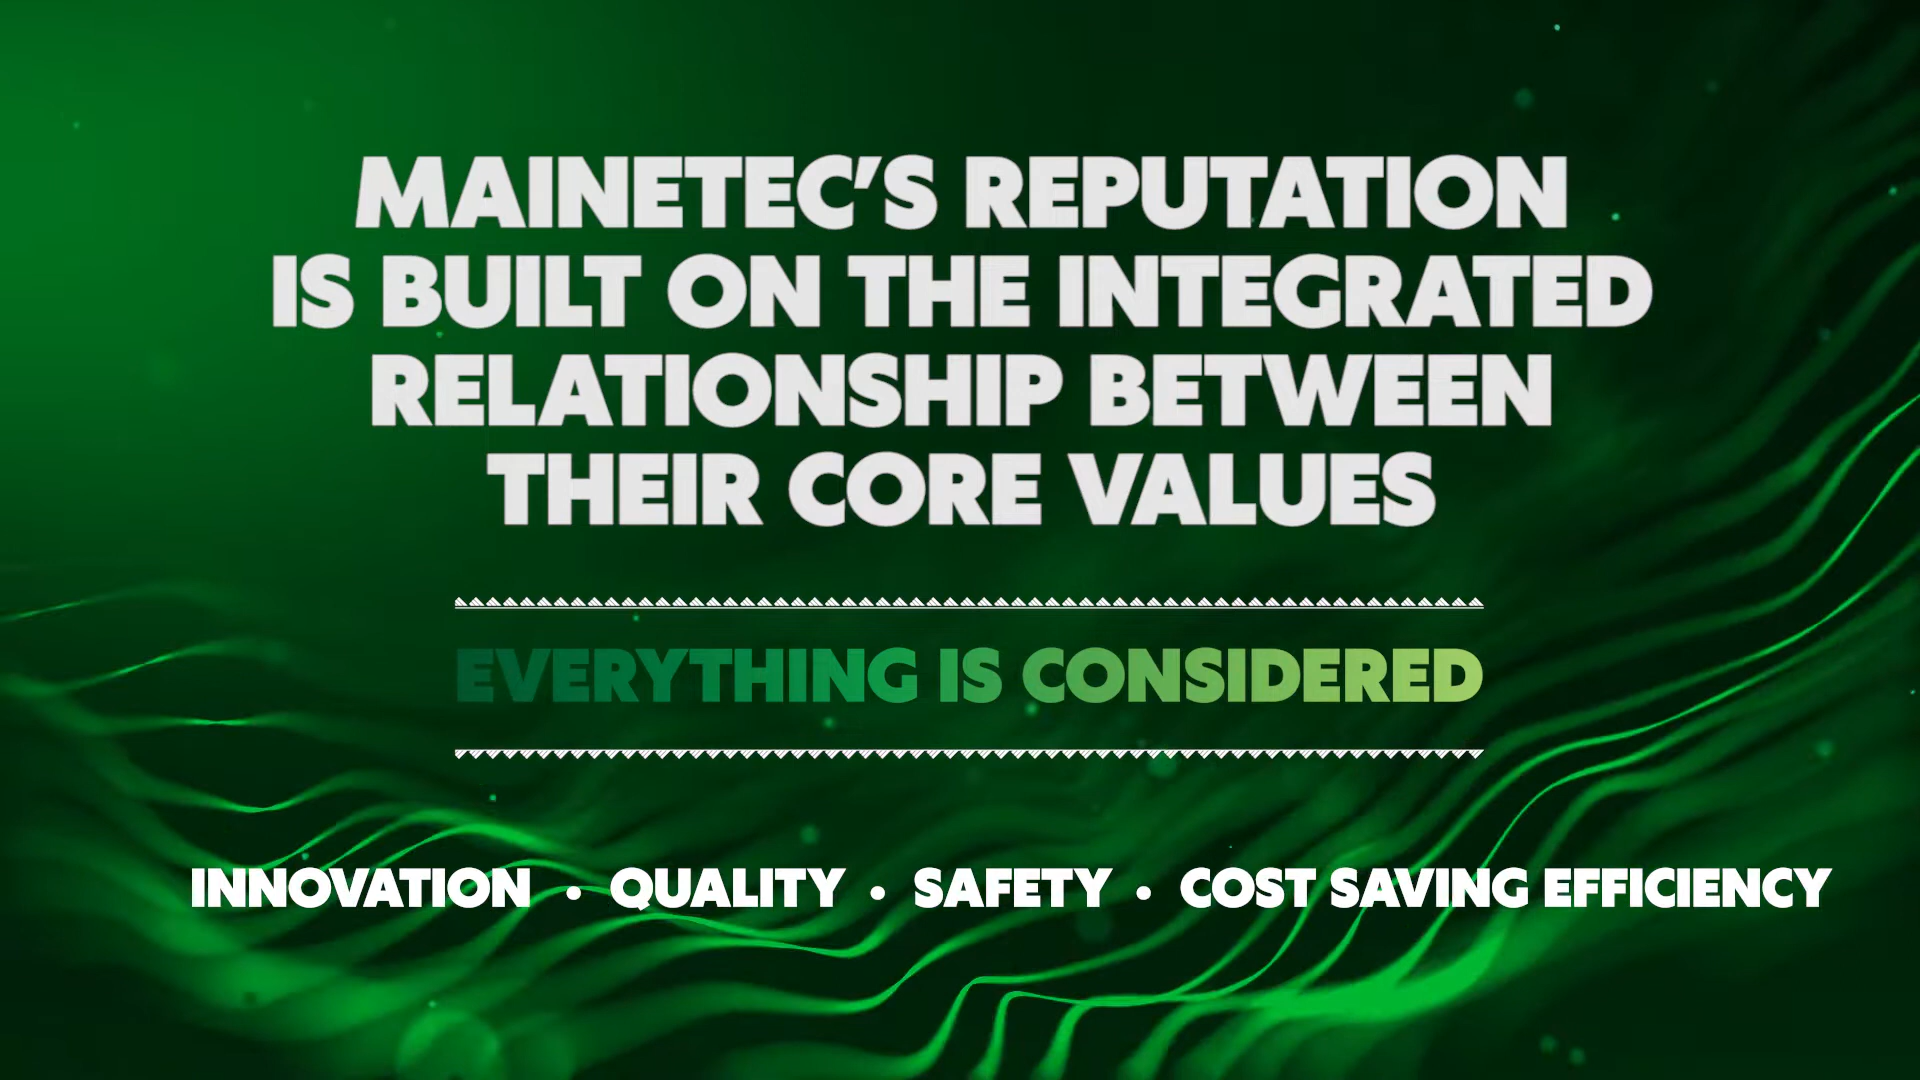 MAINETEC’S REPUTATION
IS BUILT ON THE INTEGRATED
RELATIONSHIP BETWEEN
THEIR CORE VALUES
EVERYTHING IS CONSIDERED
INNOVATION • QUALITY • SAFETY • COST SAVING EFFICIENCY